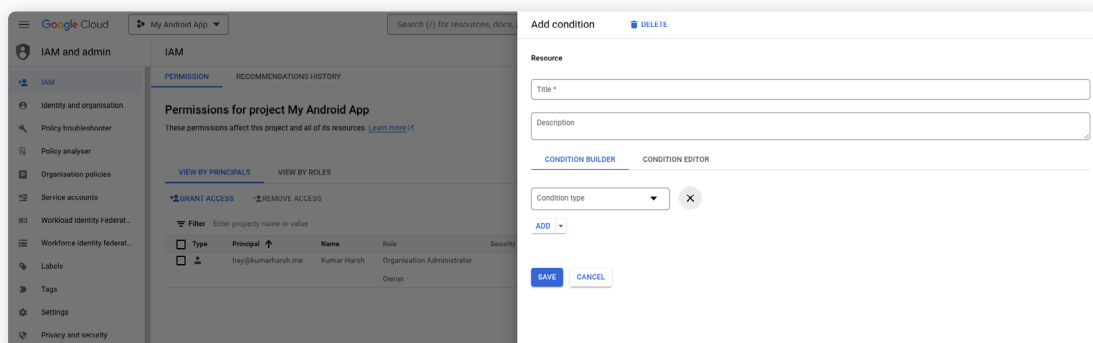 Google Cloud
My Android App
Search (/) for resources, docs,
IAM and admin
IAM
IAM
Identity and organisation
Policy troubleshooter
Policy analyser
Organisation policies
Service accounts
Workload Identity Federat...
Workforce identity federat...
Labels
Tags
Settings
Privacy and security
PERMISSION
RECOMMENDATIONS HISTORY
Permissions for project My Android App
These permissions affect this project and all of its resources. Learn more
VIEW BY PRINCIPALS
VIEW BY ROLES
GRANT ACCESS
REMOVE ACCESS
Filter Enter property name or value
Type Principal Name Role Security
hey@kumarharsh.me Kumar Harsh Organisation Administrator
Owner
Add condition
DELETE
Resource
Title *
Description
CONDITION BUILDER
CONDITION EDITOR
Condition type
ADD
SAVE
CANCEL